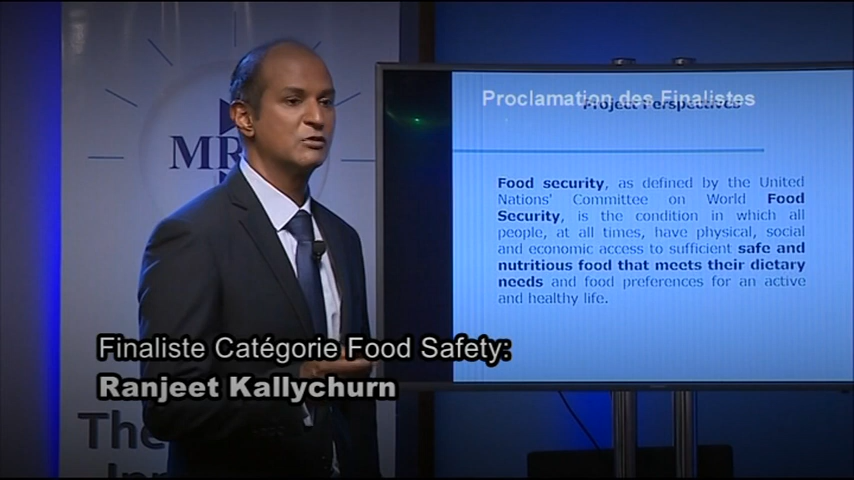 MR
Proclamation des Finalistes
Project Perspectives
Food security, as defined by the United
Nations' Committee on World Food
Security, is the condition in which all
people, at all times, have physical, social
and economic access to sufficient safe and
nutritious food that meets their dietary
needs and food preferences for an active
and healthy life.
Finaliste Catégorie Food Safety:
Ranjeet Kallychurn
The